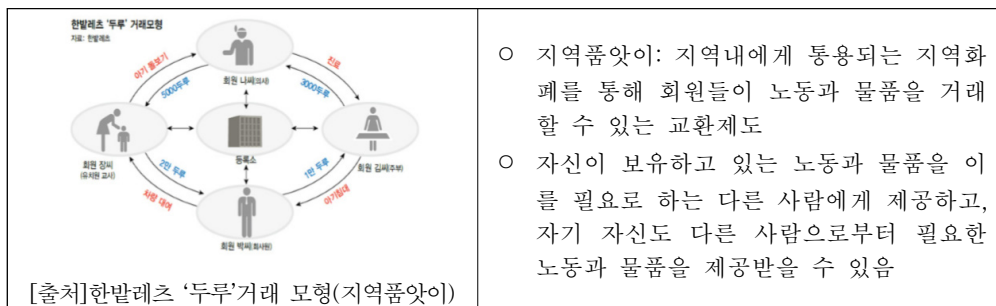 한밭레츠 '두루' 거래모형
자료: 한밭레츠
아기 돌보기
5000두루
회원 나씨(의사)
진료
3000두루
회원 장씨
(유치원 교사)
등록소
회원 김씨(주부)
2만 두루
차량 대여
1만 두루
아기침대
회원 박씨(회사원)
[출처]한밭레츠 '두루'거래 모형(지역품앗이)
○ 지역품앗이: 지역내에게 통용되는 지역화
폐를 통해 회원들이 노동과 물품을 거래
할 수 있는 교환제도
○ 자신이 보유하고 있는 노동과 물품을 이
를 필요로 하는 다른 사람에게 제공하고,
자기 자신도 다른 사람으로부터 필요한
노동과 물품을 제공받을 수 있음